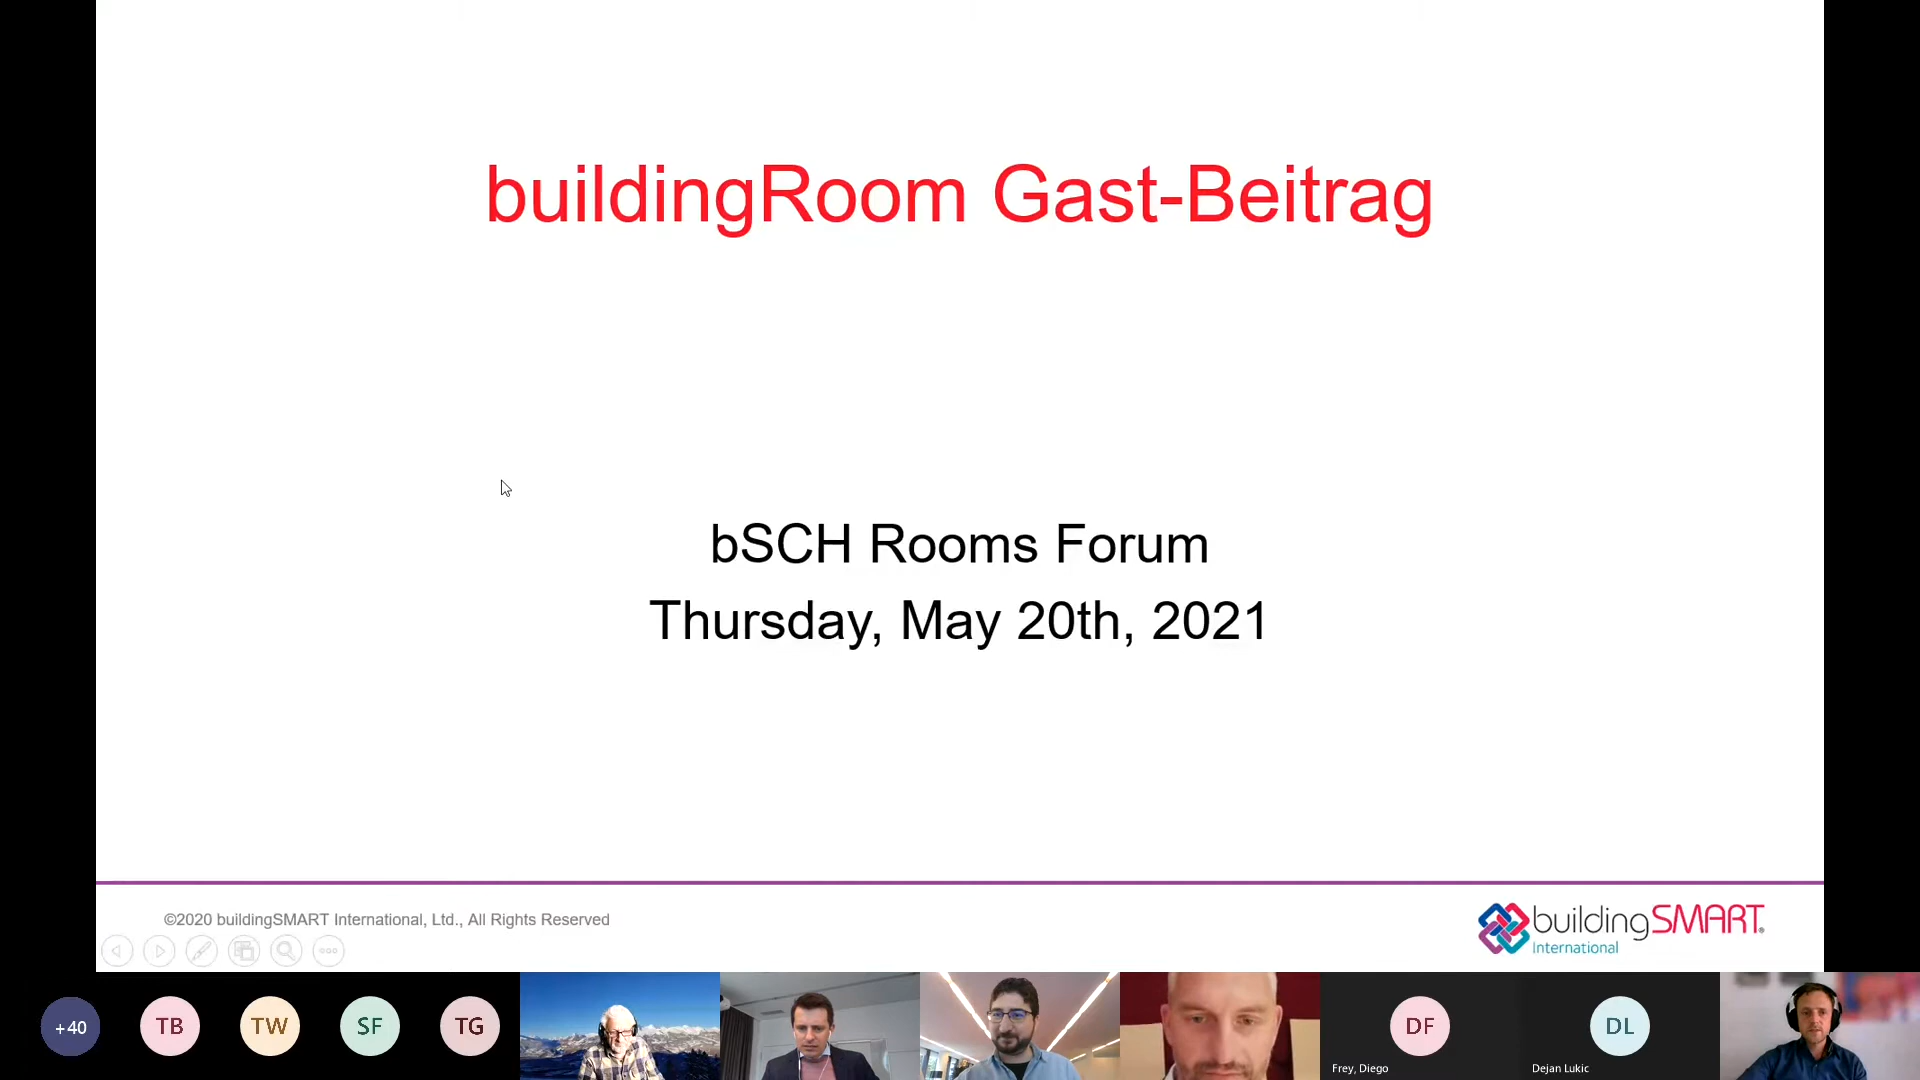 buildingRoom Gast-Beitrag
bSCH Rooms Forum
Thursday, May 20th, 2021
©2020 buildingSMART International, Ltd., All Rights Reserved
buildingSMART®
International
+40
TB
TW
SF
TG
DF
Frey, Diego
DL
Dejan Lukic